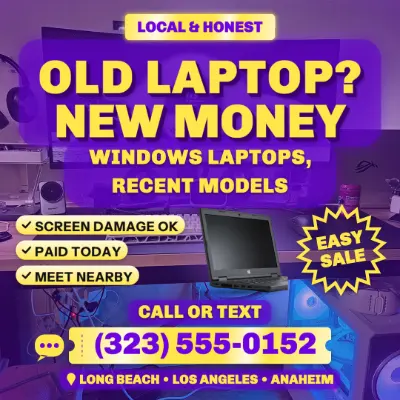 LOCAL & HONEST
OLD LAPTOP?
NEW MONEY
WINDOWS LAPTOPS,
RECENT MODELS
SCREEN DAMAGE OK
PAID TODAY
MEET NEARBY
EASY
SALE
CALL OR TEXT
(323) 555-0152
LONG BEACH • LOS ANGELES • ANAHEIM